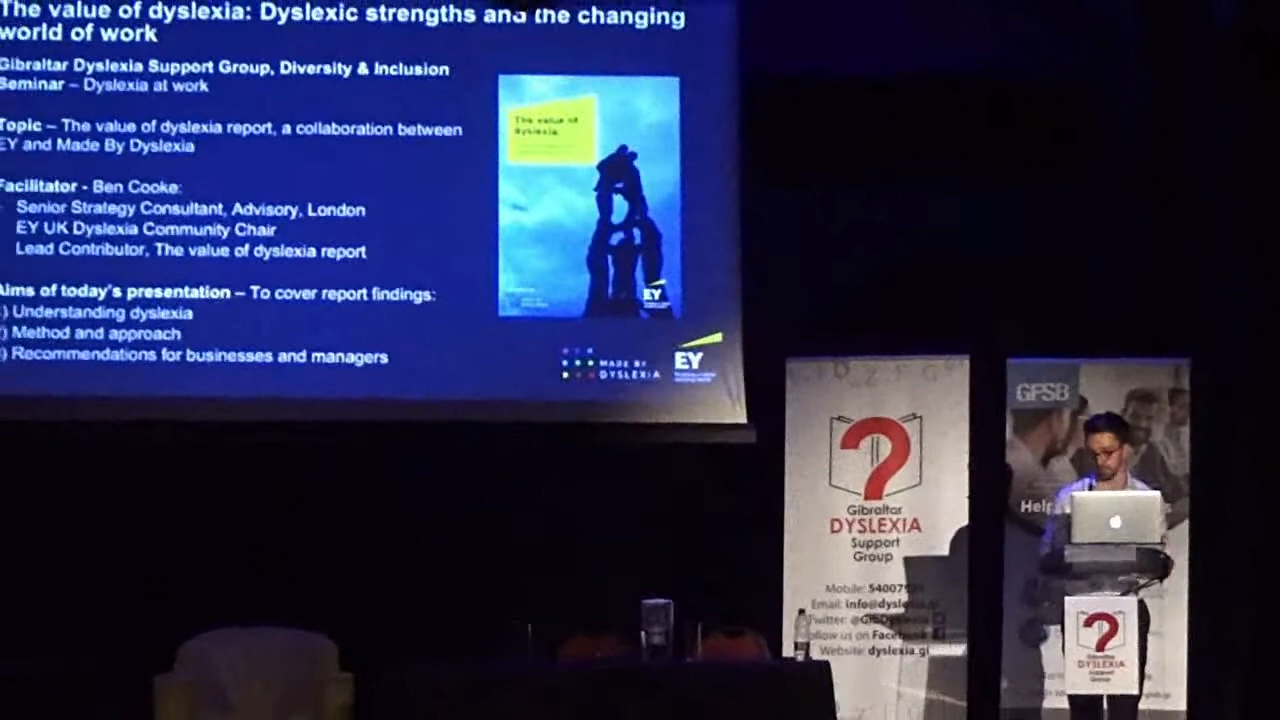 The value of dyslexia: Dyslexic strengths and the changing
world of work
Gibraltar Dyslexia Support Group, Diversity & Inclusion
Seminar – Dyslexia at work
Topic – The value of dyslexia report, a collaboration between
EY and Made By Dyslexia
Facilitator - Ben Cooke:
Senior Strategy Consultant, Advisory, London
EY UK Dyslexia Community Chair
Lead Contributor, The value of dyslexia report
Aims of today's presentation – To cover report findings:
) Understanding dyslexia
) Method and approach
) Recommendations for businesses and managers
The value of
dyslexia
EY
MADE BY
DYSLEXIA
EY
?
Gibraltar
DYSLEXIA
Support
Group
Mobile: 54007
Email: info@dyslexia
Twitter: @GibDyslexia
ollow us on Facebook
Website: dyslexia.gi
GFSB
Help
?
Gibraltar
DYSLEXIA
Support
Group